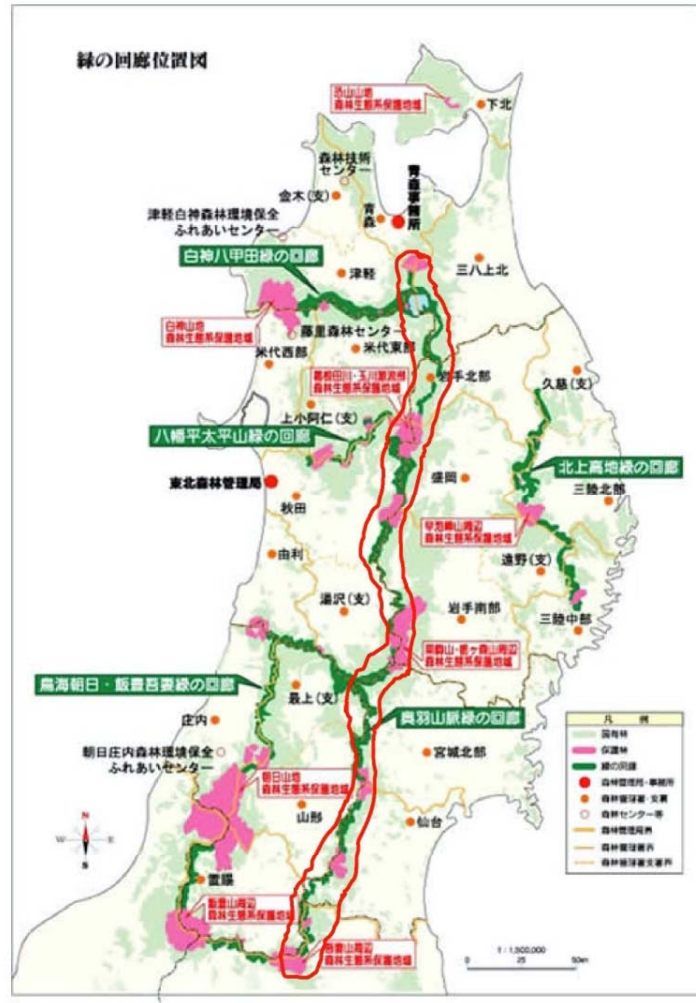 緑の回廊位置図
恐山山地
森林生態系保護地域
下北
森林技術
センター
金木(支)
青森
青森事務所
津軽白神森林環境保全
ふれあいセンター
白神八甲田緑の回廊
津軽
三八上北
白神山地
森林生態系保護地域
藤里森林センター
米代西部
米代東部
葛根田川・玉川源流部
森林生態系保護地域
岩手北部
久慈(支)
上小阿仁(支)
八幡平太平山緑の回廊
北上高地緑の回廊
東北森林管理局
盛岡
三陸北部
秋田
早池峰山周辺
森林生態系保護地域
由利
遠野(支)
湯沢(支)
岩手南部
三陸中部
栗駒山・栃ヶ森山周辺
森林生態系保護地域
鳥海朝日・飯豊吾妻緑の回廊
最上(支)
奥羽山脈緑の回廊
庄内
朝日庄内森林環境保全
ふれあいセンター
宮城北部
朝日山地
森林生態系保護地域
山形
仙台
置賜
飯豊山周辺
森林生態系保護地域
吾妻山周辺
森林生態系保護地域
凡例
国有林
保護林
緑の回廊
森林管理局・事務所
森林管理署・支署
森林センター等
森林管理局界
森林管理署界
森林管理署支署界
N
W
E
S
1:1,500,000
0
25
50m